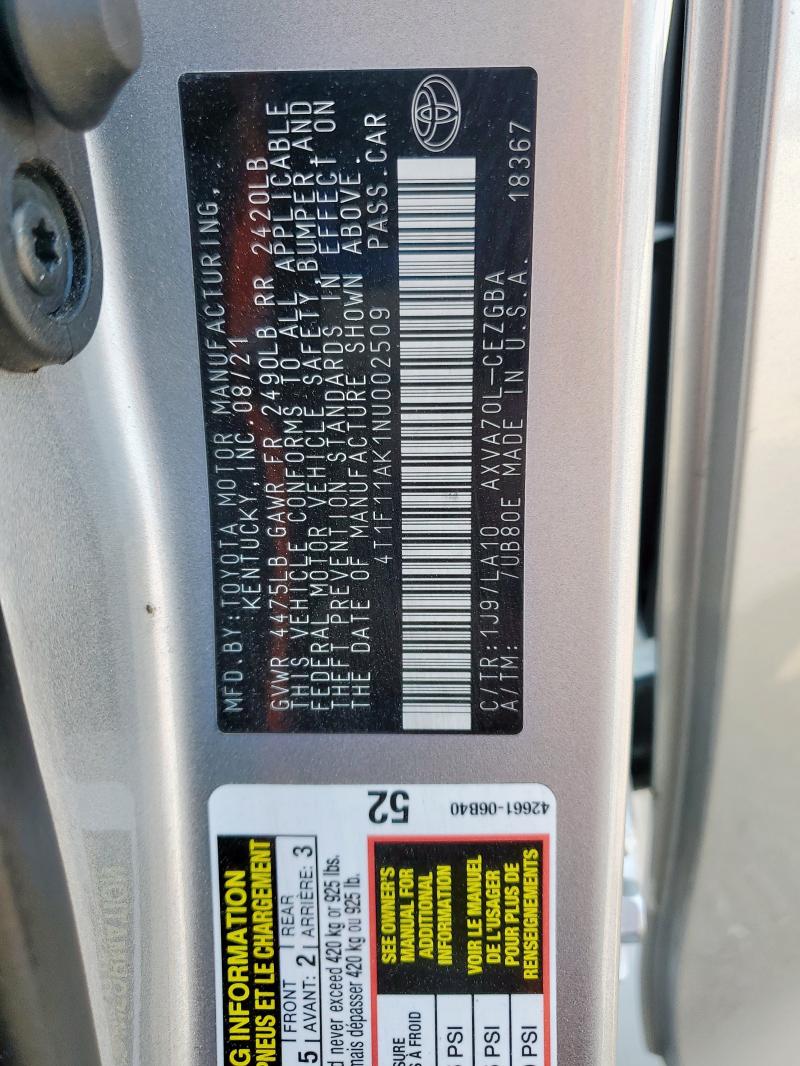 MFD.BY:TOYOTA MOTOR MANUFACTURING,
KENTUCKY, INC. 08/21
GVWR 4475LB GAWR FR 2490LB RR 2420LB
THIS VEHICLE CONFORMS TO ALL APPLICABLE
FEDERAL MOTOR VEHICLE SAFETY, BUMPER, AND
THEFT PREVENTION STANDARDS IN EFFECT ON
THE DATE OF MANUFACTURE SHOWN ABOVE.
4T1F11AK1NU002509 PASS.CAR
C/TR:1J9/LA10 AXVA70L-CEZGBA
A/TM: /UB80E MADE IN U.S.A. 18367
52
42661-06B40
G INFORMATION
PNEUS ET LE CHARGEMENT
5 FRONT 2 REAR 3
AVANT: ARRIÈRE:
never exceed 420 kg or 925 lbs.
mais dépasser 420 kg ou 925 lb.
SEE OWNER'S
MANUAL FOR
ADDITIONAL
INFORMATION
VOIR LE MANUEL
DE L'USAGER
POUR PLUS DE
RENSEIGNEMENTS
À FROID
PSI
PSI
PSI